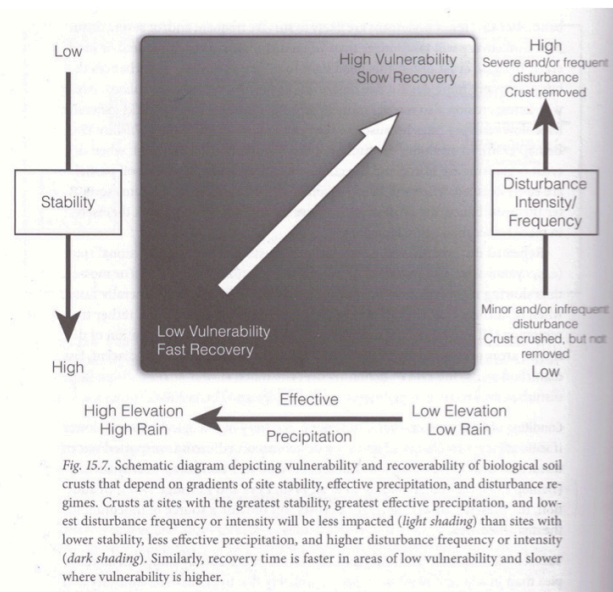 Low
Stability
High
High Vulnerability
Slow Recovery
Low Vulnerability
Fast Recovery
High
Severe and/or frequent
disturbance
Crust removed
Disturbance
Intensity/
Frequency
Minor and/or infrequent
disturbance
Crust crushed, but not
removed
Low
High Elevation
High Rain
Effective
Precipitation
Low Elevation
Low Rain
Fig. 15.7. Schematic diagram depicting vulnerability and recoverability of biological soil
crusts that depend on gradients of site stability, effective precipitation, and disturbance re-
gimes. Crusts at sites with the greatest stability, greatest effective precipitation, and low-
est disturbance frequency or intensity will be less impacted (light shading) than sites with
lower stability, less effective precipitation, and higher disturbance frequency or intensity
(dark shading). Similarly, recovery time is faster in areas of low vulnerability and slower
where vulnerability is higher.